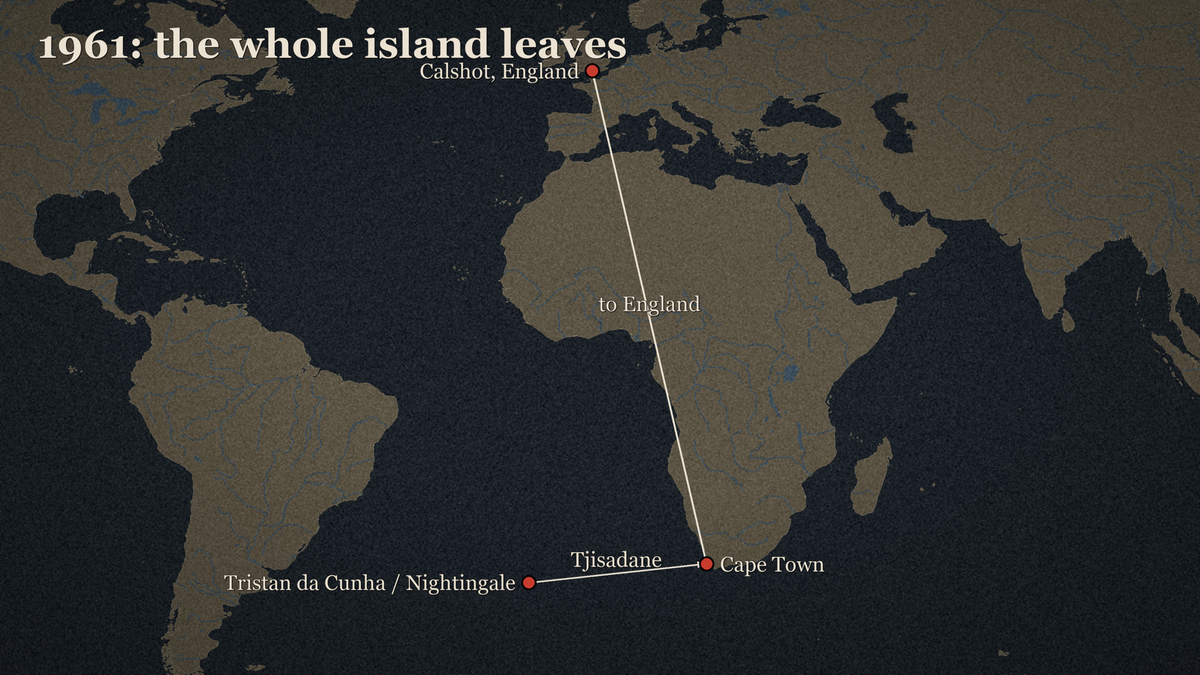 1961: the whole island leaves
Calshot, England
to England
Tjisadane
Cape Town
Tristan da Cunha / Nightingale